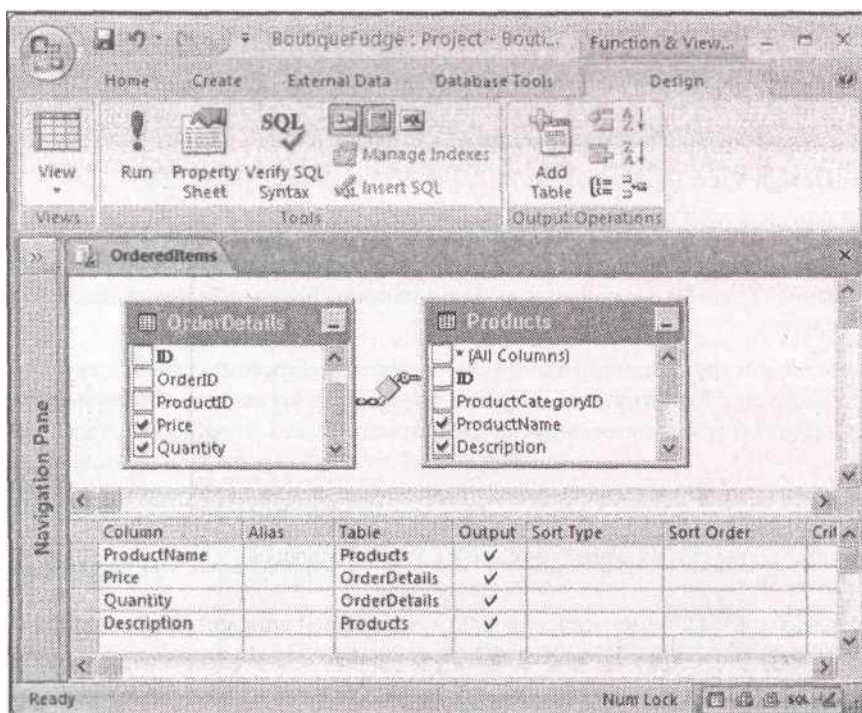 BoutiqueFudge : Project - Bouti...
Function & View...
Home Create External Data Database Tools Design
View
Run
Property Sheet
Verify SQL Syntax
SQL
SQL
Manage Indexes
Insert SQL
Add Table
Views
Tools
Output Operations
OrderedItems
Navigation Pane
OrderDetails
ID
OrderID
ProductID
Price
Quantity
Products
* (All Columns)
ID
ProductCategoryID
ProductName
Description
Column Alias Table Output Sort Type Sort Order Crit
ProductName Products
Price OrderDetails
Quantity OrderDetails
Description Products
Ready Num Lock SQL